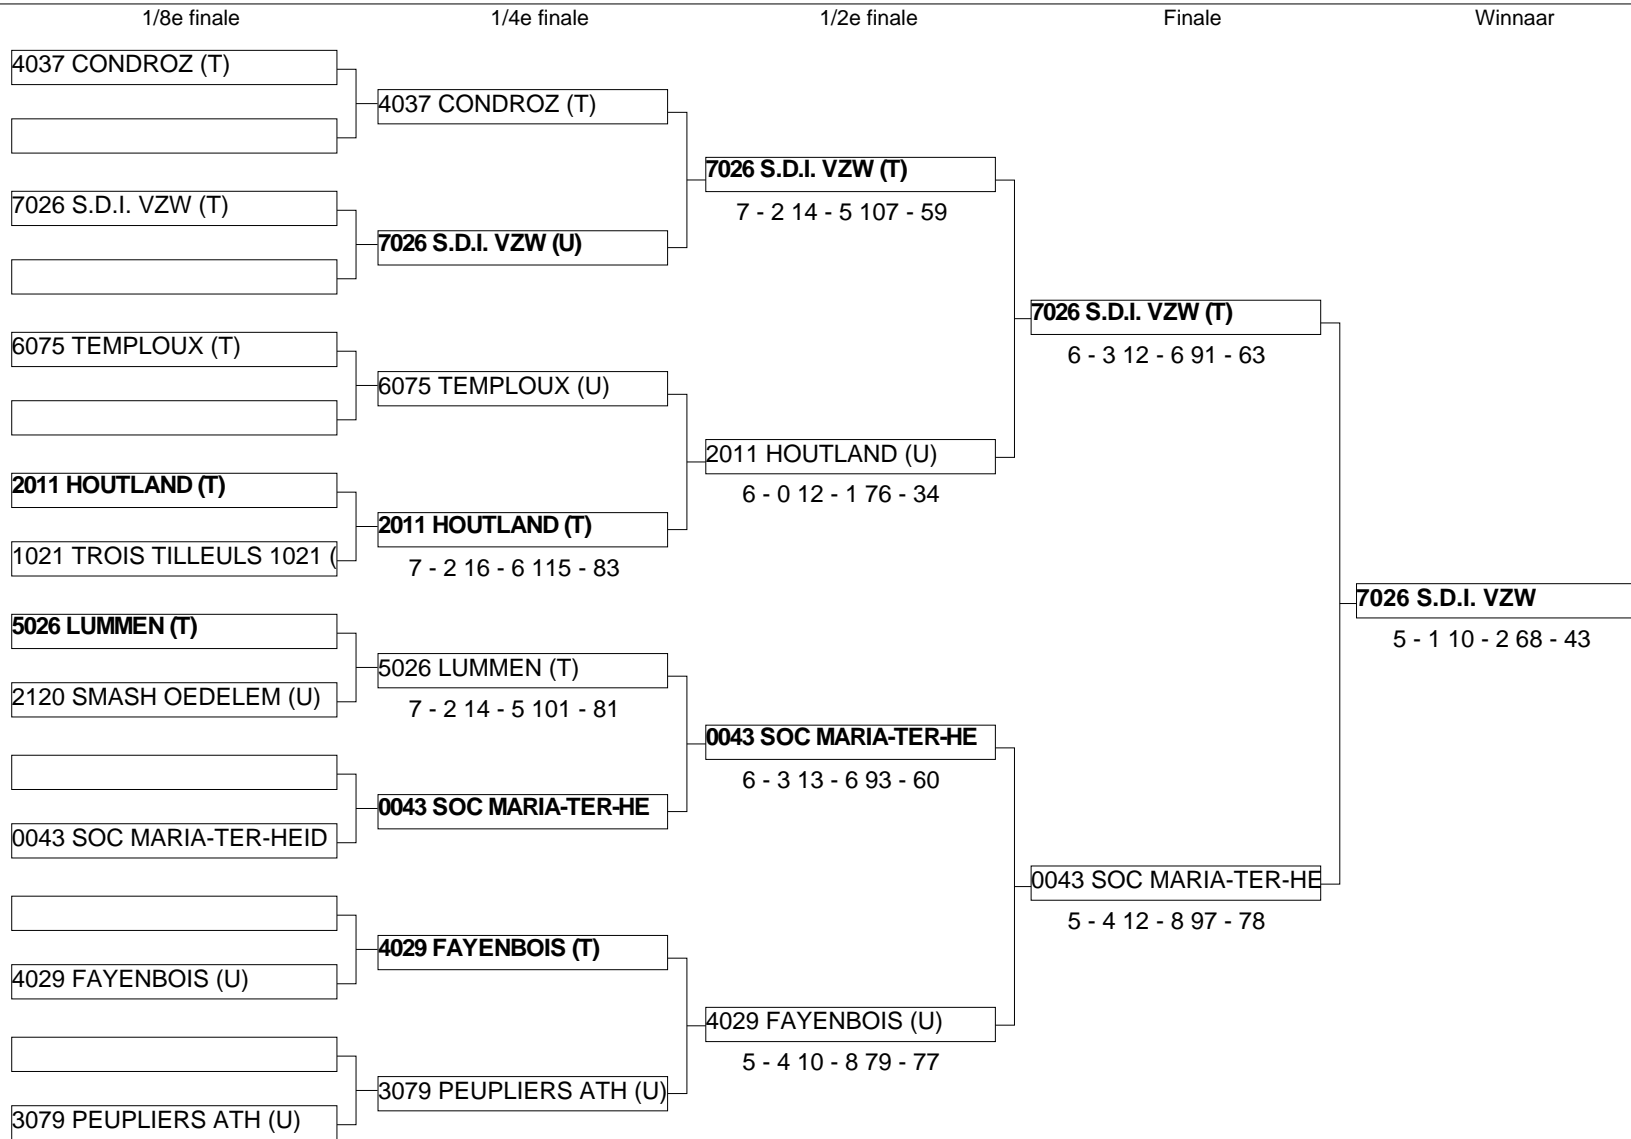 1/8e finale 1/4e finale 1/2e finale Finale Winnaar
4037 CONDROZ (T)
4037 CONDROZ (T)
7026 S.D.I. VZW (T)
7 - 2 14 - 5 107 - 59
7026 S.D.I. VZW (T)
7026 S.D.I. VZW (U)
7026 S.D.I. VZW (T)
6 - 3 12 - 6 91 - 63
6075 TEMPLOUX (T)
6075 TEMPLOUX (U)
2011 HOUTLAND (U)
6 - 0 12 - 1 76 - 34
2011 HOUTLAND (T)
2011 HOUTLAND (T)
1021 TROIS TILLEULS 1021 (
7 - 2 16 - 6 115 - 83
7026 S.D.I. VZW
5 - 1 10 - 2 68 - 43
5026 LUMMEN (T)
5026 LUMMEN (T)
2120 SMASH OEDELEM (U)
7 - 2 14 - 5 101 - 81
0043 SOC MARIA-TER-HE
6 - 3 13 - 6 93 - 60
0043 SOC MARIA-TER-HE
0043 SOC MARIA-TER-HEID
0043 SOC MARIA-TER-HE
5 - 4 12 - 8 97 - 78
4029 FAYENBOIS (T)
4029 FAYENBOIS (U)
4029 FAYENBOIS (U)
5 - 4 10 - 8 79 - 77
3079 PEUPLIERS ATH (U)
3079 PEUPLIERS ATH (U)